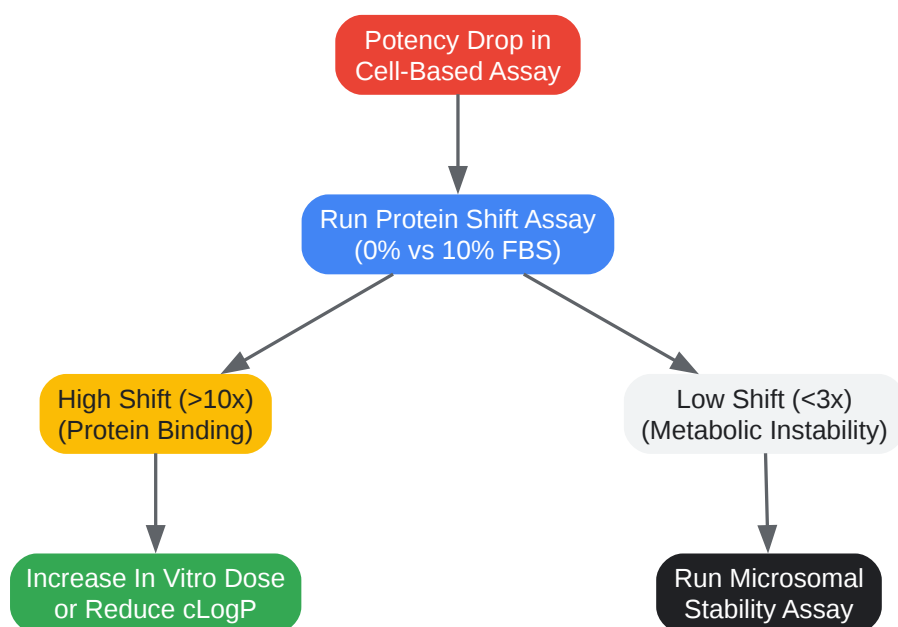 Potency Drop in
Cell-Based Assay
Run Protein Shift Assay
(0% vs 10% FBS)
High Shift (>10x)
(Protein Binding)
Low Shift (<3x)
(Metabolic Instability)
Increase In Vitro Dose
or Reduce cLogP
Run Microsomal
Stability Assay